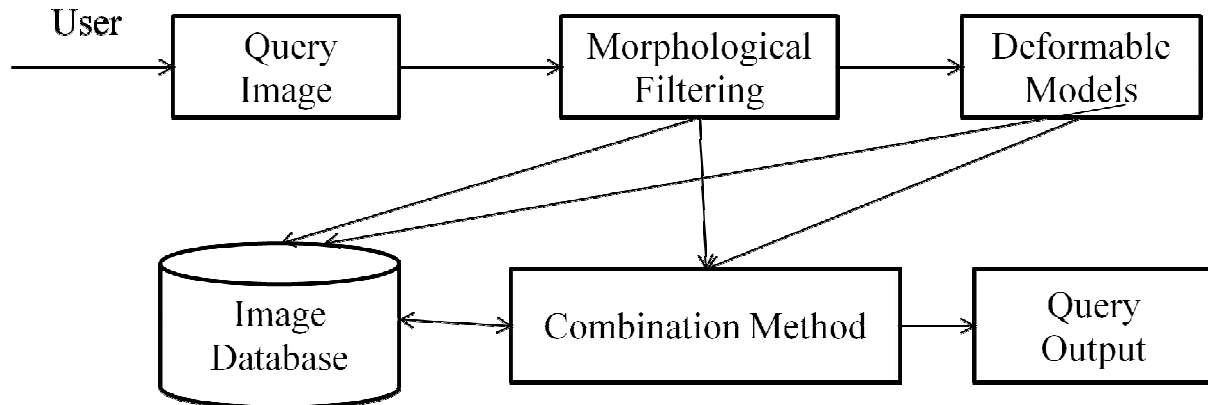 User
Query
Image
Morphological
Filtering
Deformable
Models
Image
Database
Combination Method
Query
Output